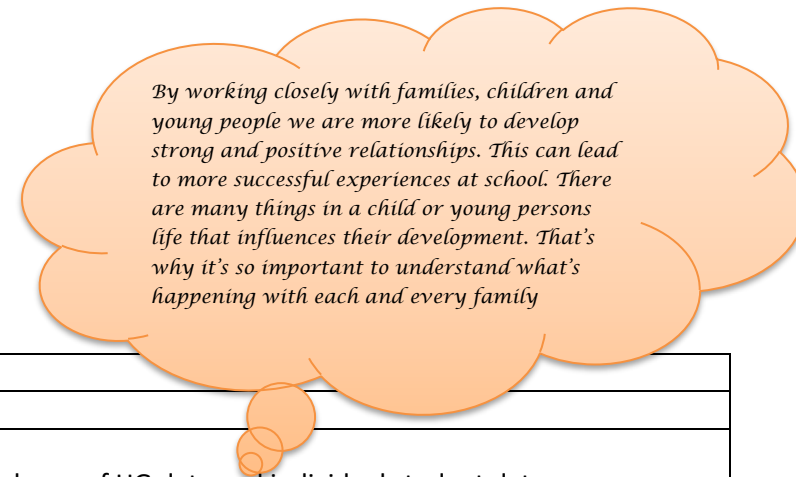 By working closely with families, children and
young people we are more likely to develop
strong and positive relationships. This can lead
to more successful experiences at school. There
are many things in a child or young persons
life that influences their development. That's
why it's so important to understand what's
happening with each and every family